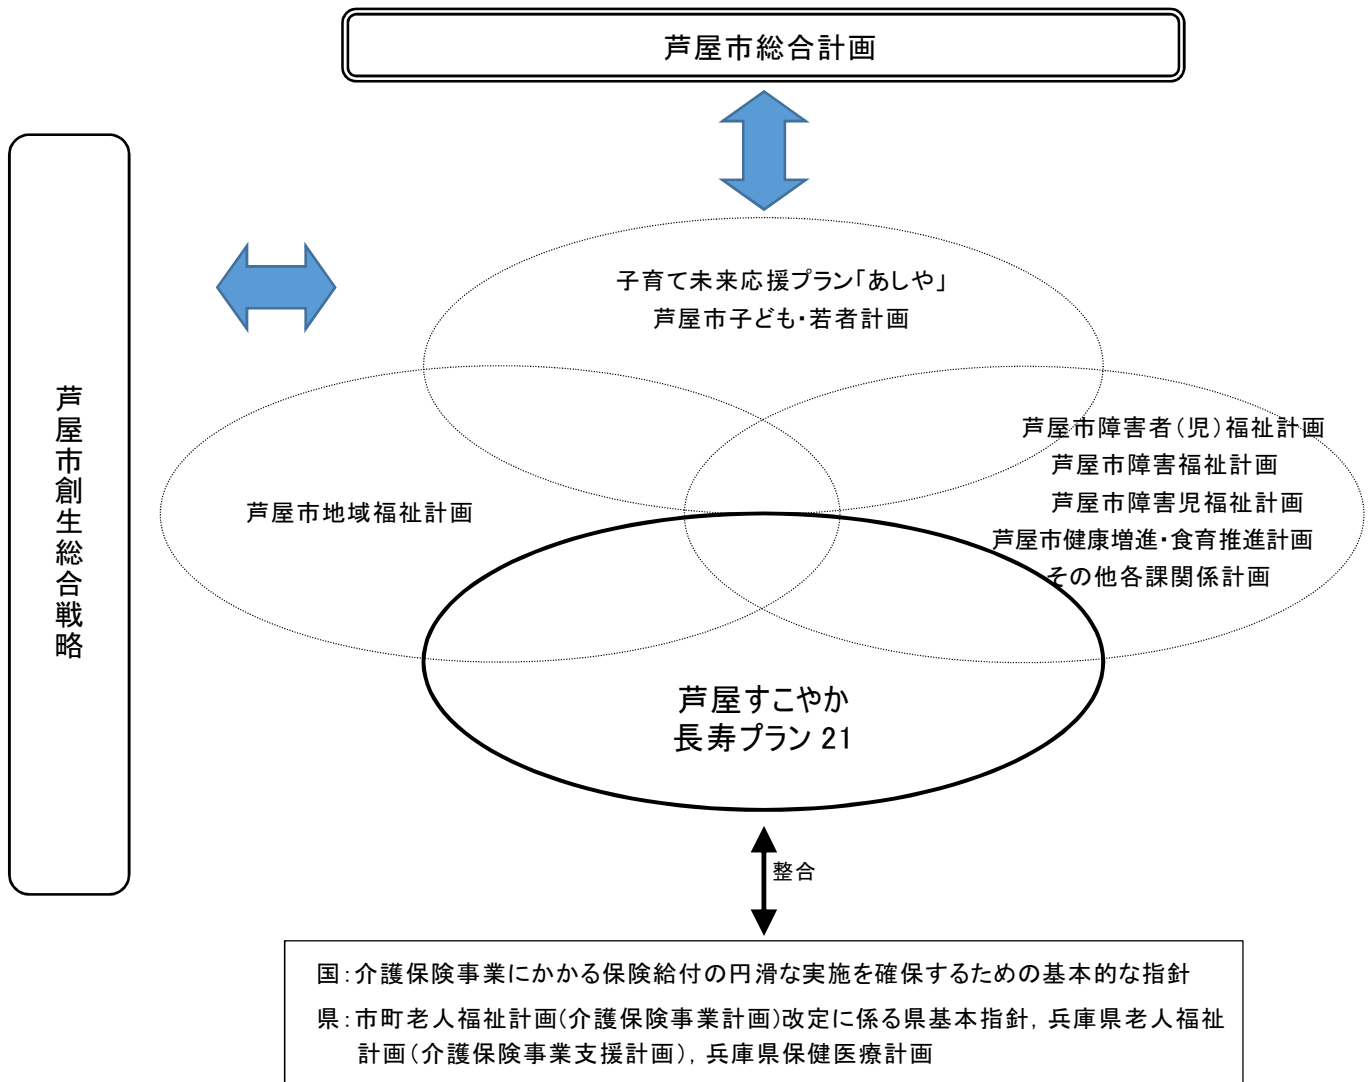 芦屋市総合計画
芦屋市創生総合戦略
子育て未来応援プラン「あしや」
芦屋市子ども・若者計画
芦屋市地域福祉計画
芦屋市障害者(児)福祉計画
芦屋市障害福祉計画
芦屋市障害児福祉計画
芦屋市健康増進・食育推進計画
その他各課関係計画
芦屋すこやか
長寿プラン 21
整合
国:介護保険事業にかかる保険給付の円滑な実施を確保するための基本的な指針
県:市町老人福祉計画(介護保険事業計画)改定に係る県基本指針, 兵庫県老人福祉
計画(介護保険事業支援計画), 兵庫県保健医療計画